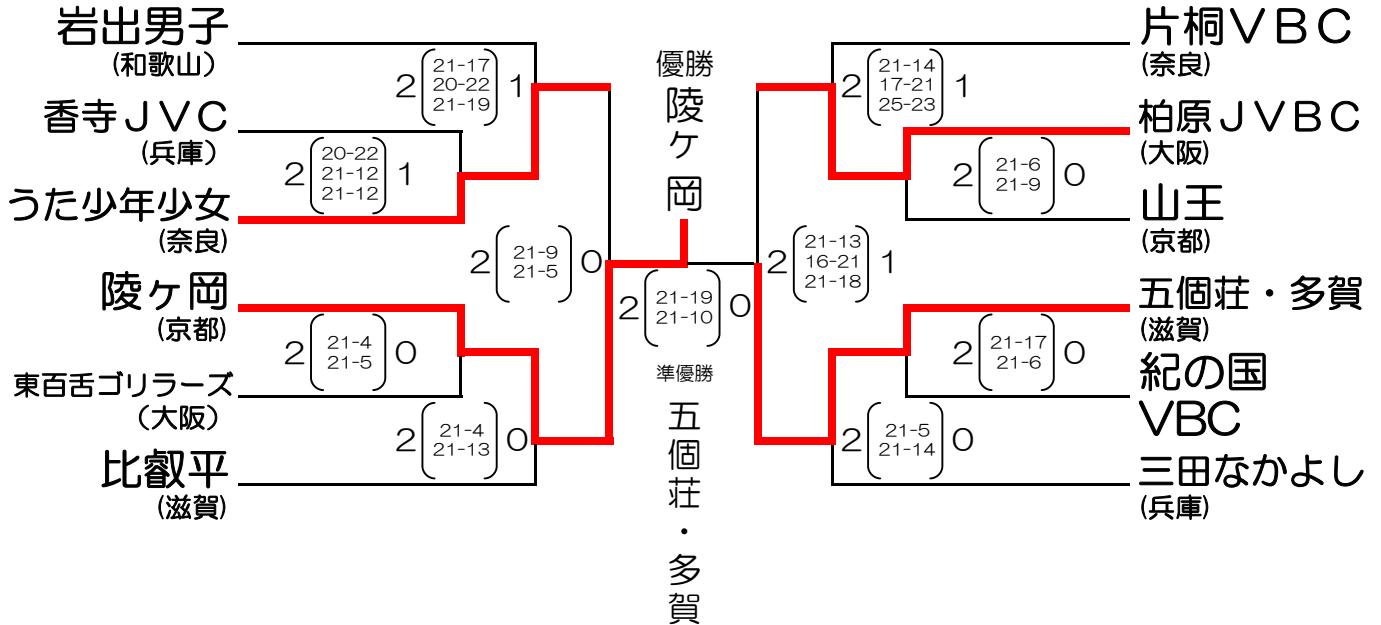 岩出男子
(和歌山)
2
21-17
20-22
21-19
1
香寺ＪＶＣ
(兵庫)
2
20-22
21-12
21-12
1
うた少年少女
(奈良)
2
21-9
21-5
0
陵ヶ岡
(京都)
2
21-4
21-5
0
東百舌ゴリラーズ
(大阪)
2
21-4
21-13
0
比叡平
(滋賀)
優勝
陵ヶ岡
2
21-19
21-10
0
準優勝
五個荘・多賀
片桐ＶＢＣ
(奈良)
2
21-14
17-21
25-23
1
柏原ＪＶＢＣ
(大阪)
2
21-6
21-9
0
山王
(京都)
2
21-13
16-21
21-18
1
五個荘・多賀
(滋賀)
2
21-17
21-6
0
紀の国
VBC
2
21-5
21-14
0
三田なかよし
(兵庫)